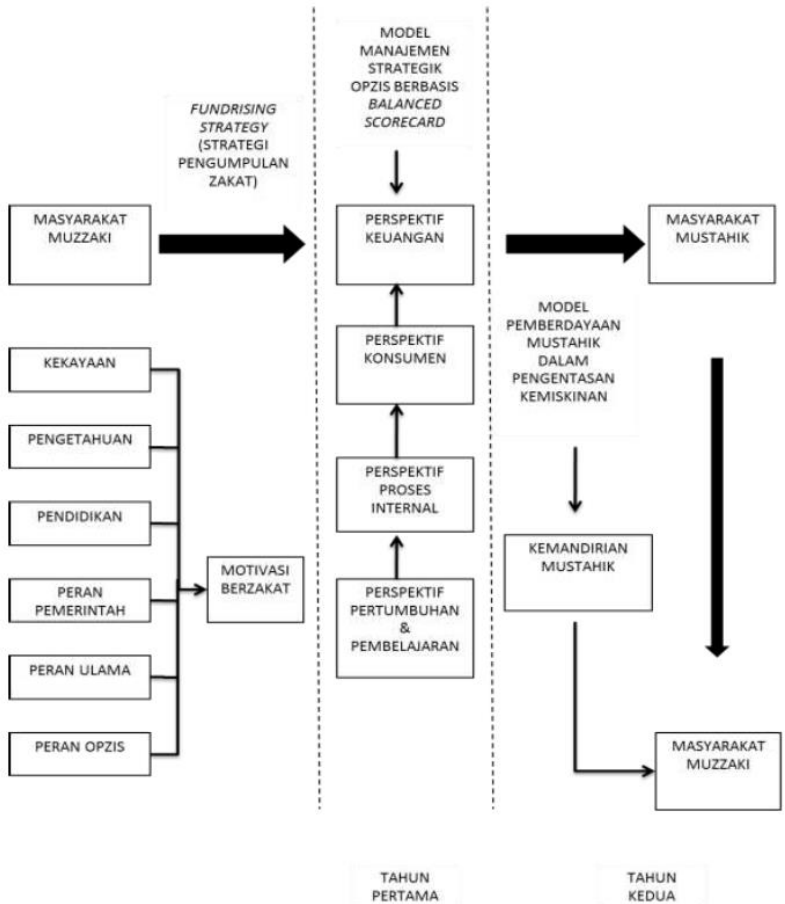 FUNDRISING
STRATEGY
(STRATEGI
PENGUMPULAN
ZAKAT)
MASYARAKAT
MUZZAKI
KEKAYAAN
PENGETAHUAN
PENDIDIKAN
PERAN
PEMERINTAH
PERAN ULAMA
PERAN OPZIS
MOTIVASI
BERZAKAT
MODEL
MANAJEMEN
STRATEGIK
OPZIS BERBASIS
BALANCED
SCORECARD
PERSPEKTIF
KEUANGAN
PERSPEKTIF
KONSUMEN
PERSPEKTIF
PROSES
INTERNAL
PERSPEKTIF
PERTUMBUHAN
&
PEMBELAJARAN
MASYARAKAT
MUSTAHIK
MODEL
PEMBERDAYAAN
MUSTAHIK
DALAM
PENGENTASAN
KEMISKINAN
KEMANDIRIAN
MUSTAHIK
MASYARAKAT
MUZZAKI
TAHUN
PERTAMA
TAHUN
KEDUA